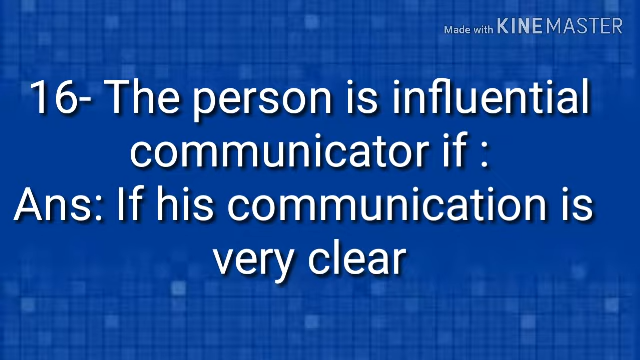 Made with KINEMASTER
16- The person is influential
communicator if :
Ans: If his communication is
very clear